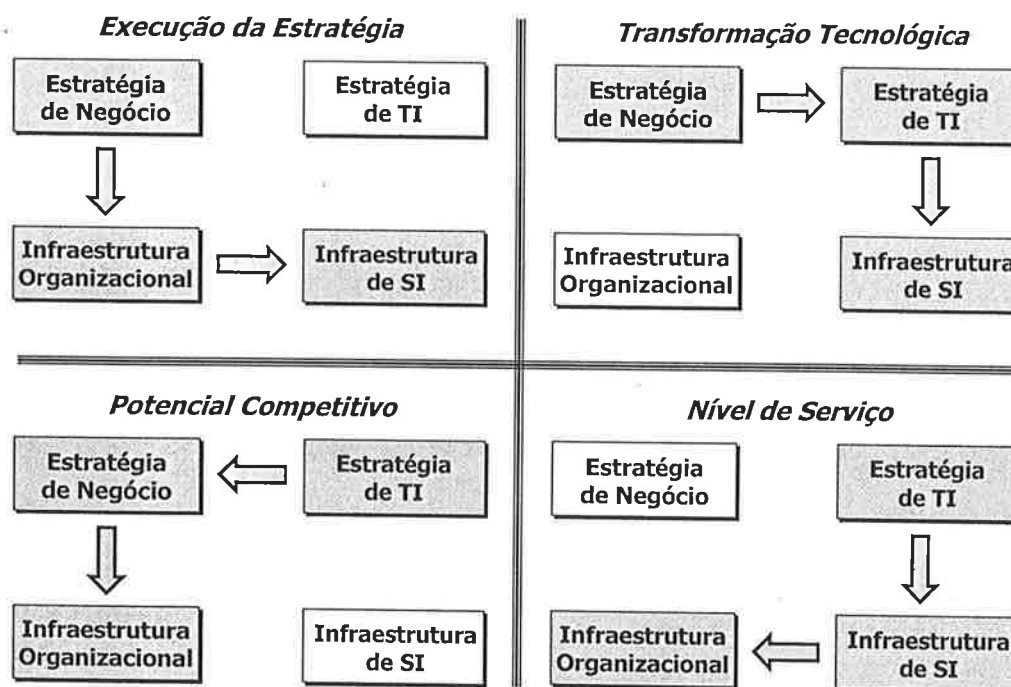 Execução da Estratégia
Estratégia
de Negócio
Estratégia
de TI
Infraestrutura
Organizacional
Infraestrutura
de SI
Transformação Tecnológica
Estratégia
de Negócio
Estratégia
de TI
Infraestrutura
Organizacional
Infraestrutura
de SI
Potencial Competitivo
Estratégia
de Negócio
Estratégia
de TI
Infraestrutura
Organizacional
Infraestrutura
de SI
Nível de Serviço
Estratégia
de Negócio
Estratégia
de TI
Infraestrutura
Organizacional
Infraestrutura
de SI